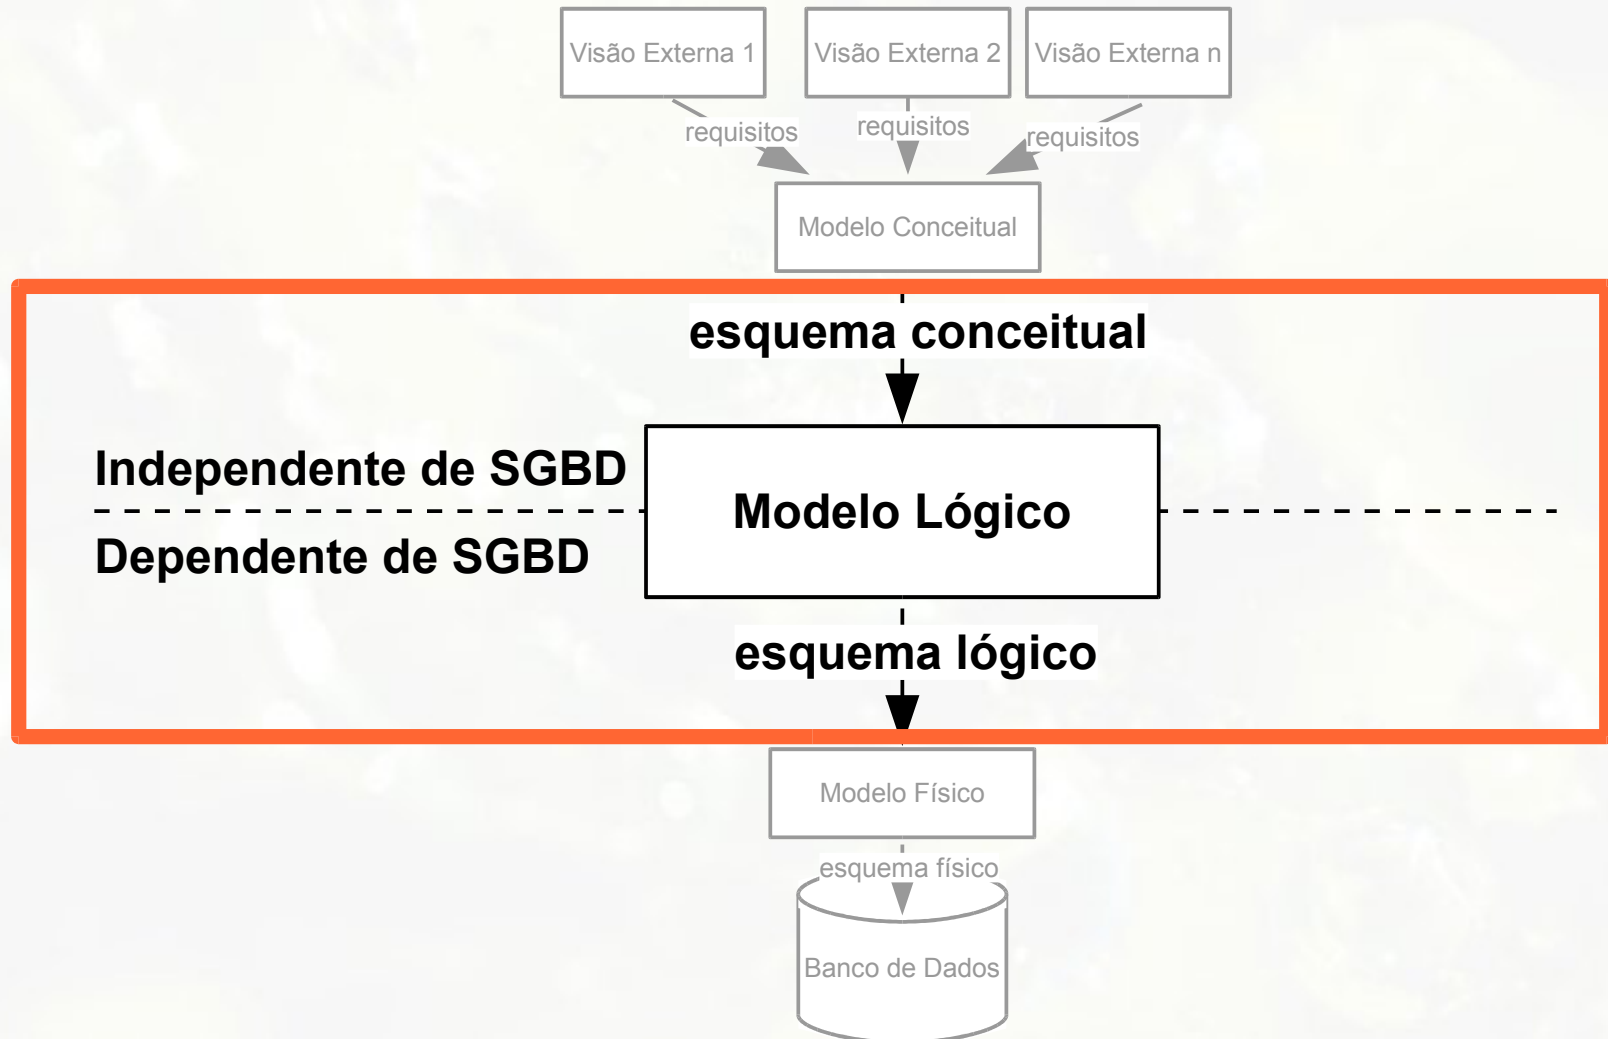 Visão Externa 1
Visão Externa 2
Visão Externa n
requisitos
requisitos
requisitos
Modelo Conceitual
esquema conceitual
Independente de SGBD
Modelo Lógico
Dependente de SGBD
esquema lógico
Modelo Físico
esquema físico
Banco de Dados